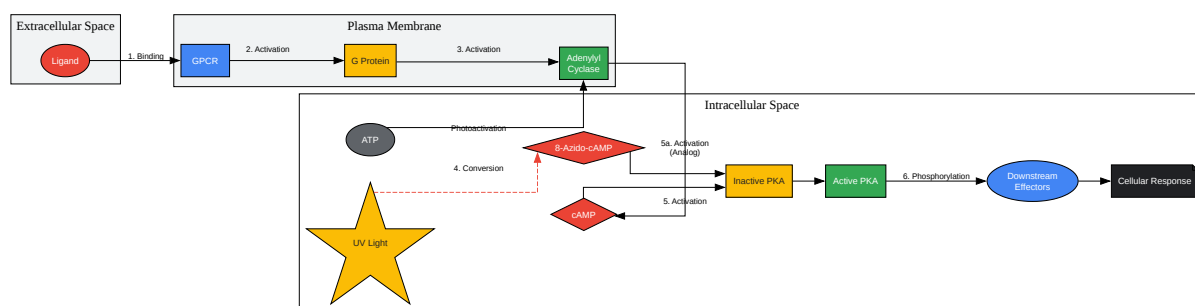 Extracellular Space
Plasma Membrane
Ligand
1. Binding
GPCR
2. Activation
G Protein
3. Activation
Adenylyl
Cyclase
Intracellular Space
ATP
Photoactivation
8-Azido-cAMP
5a. Activation
(Analog)
4. Conversion
Inactive PKA
Active PKA
6. Phosphorylation
Downstream
Effectors
Cellular Response
5. Activation
cAMP
UV Light